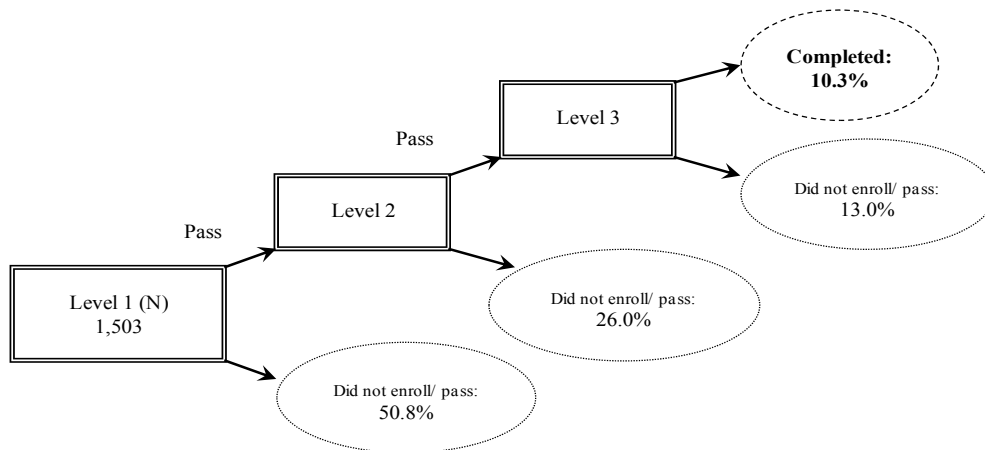 Completed:
10.3%
Level 3
Pass
Did not enroll/ pass:
13.0%
Level 2
Pass
Did not enroll/ pass:
26.0%
Level 1 (N)
1,503
Did not enroll/ pass:
50.8%